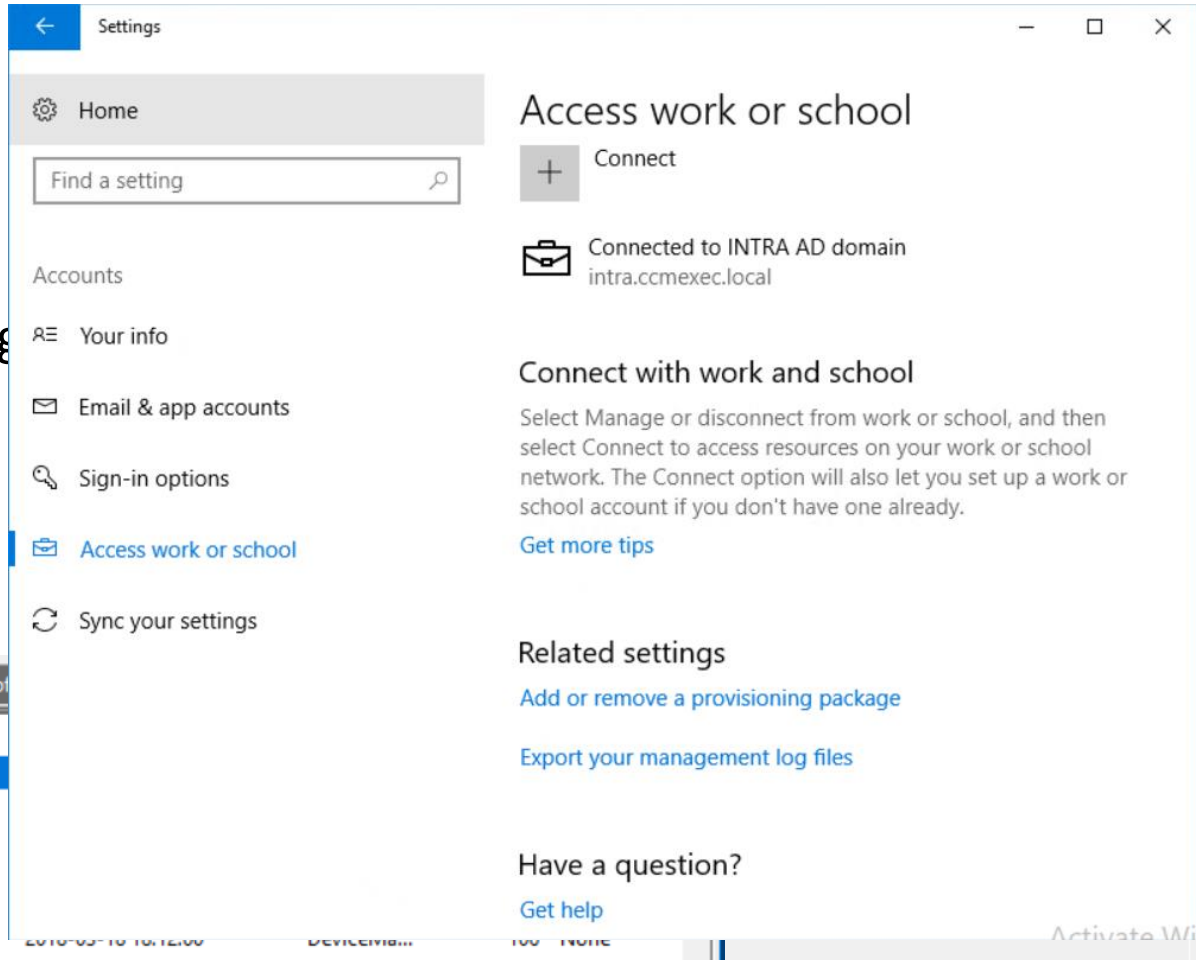 Settings
Home
Find a setting
Accounts
Your info
Email & app accounts
Sign-in options
Access work or school
Sync your settings
Access work or school
Connect
Connected to INTRA AD domain
intra.ccmexec.local
Connect with work and school
Select Manage or disconnect from work or school, and then
select Connect to access resources on your work or school
network. The Connect option will also let you set up a work or
school account if you don't have one already.
Get more tips
Related settings
Add or remove a provisioning package
Export your management log files
Have a question?
Get help
100 None
Activate